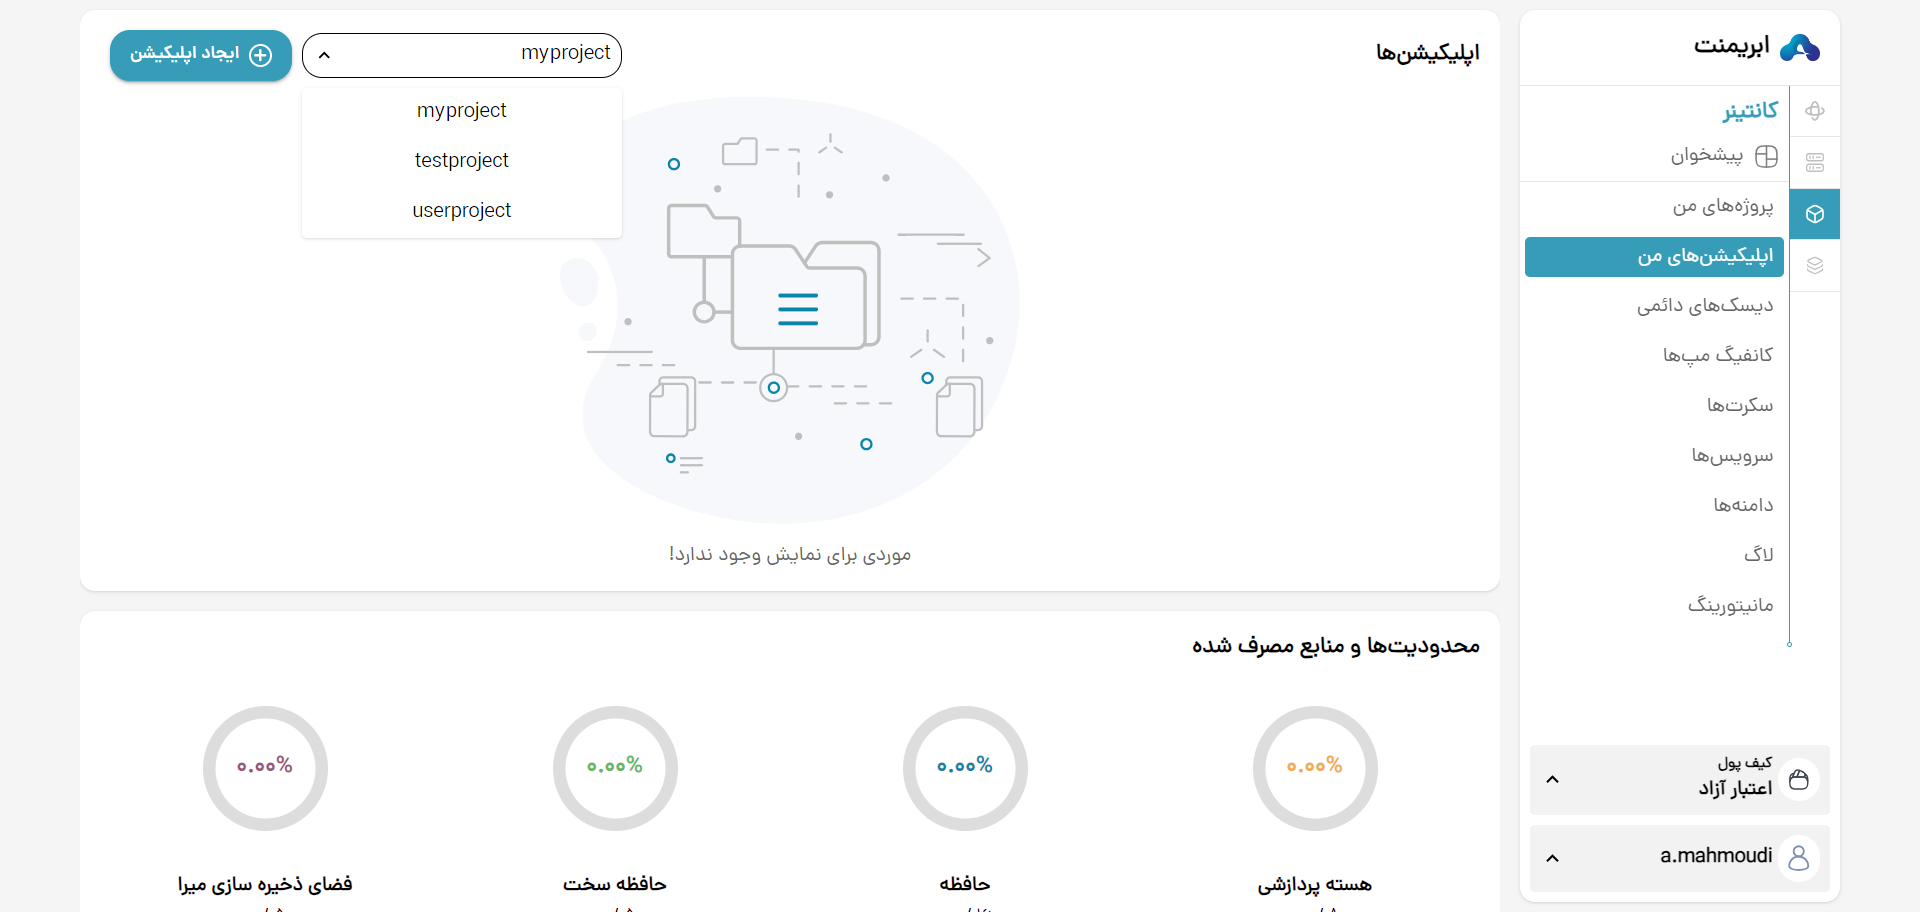 ابریمنت
کانتینر
پیشخوان
پروژه‌های من
اپلیکیشن‌های من
دیسک‌های دائمی
کانفیگ مپ‌ها
سکرت‌ها
سرویس‌ها
دامنه‌ها
لاگ
مانیتورینگ
کیف پول
اعتبار آزاد
a.mahmoudi
اپلیکیشن‌ها
myproject
ایجاد اپلیکیشن
myproject
testproject
userproject
موردی برای نمایش وجود ندارد!
محدودیت‌ها و منابع مصرف شده
۰.۰۰%
هسته پردازشی
۰.۰۰%
حافظه
۰.۰۰%
حافظه سخت
۰.۰۰%
فضای ذخیره سازی میرا